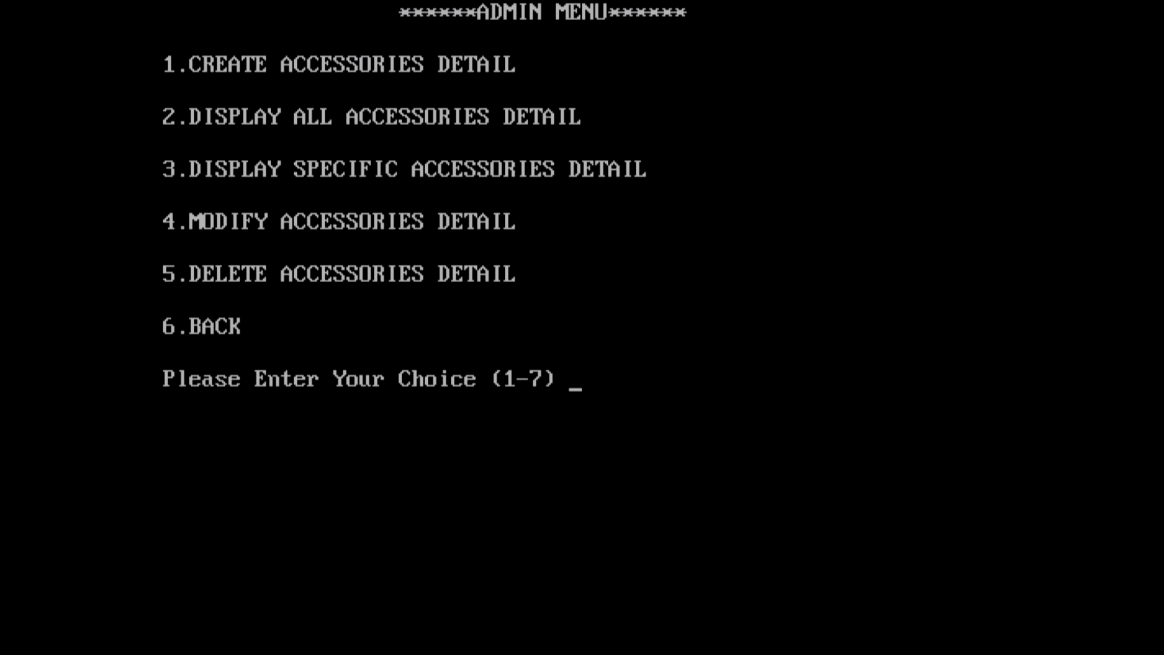 ******ADMIN MENU******
1.CREATE ACCESSORIES DETAIL
2.DISPLAY ALL ACCESSORIES DETAIL
3.DISPLAY SPECIFIC ACCESSORIES DETAIL
4.MODIFY ACCESSORIES DETAIL
5.DELETE ACCESSORIES DETAIL
6.BACK
Please Enter Your Choice (1-7) _